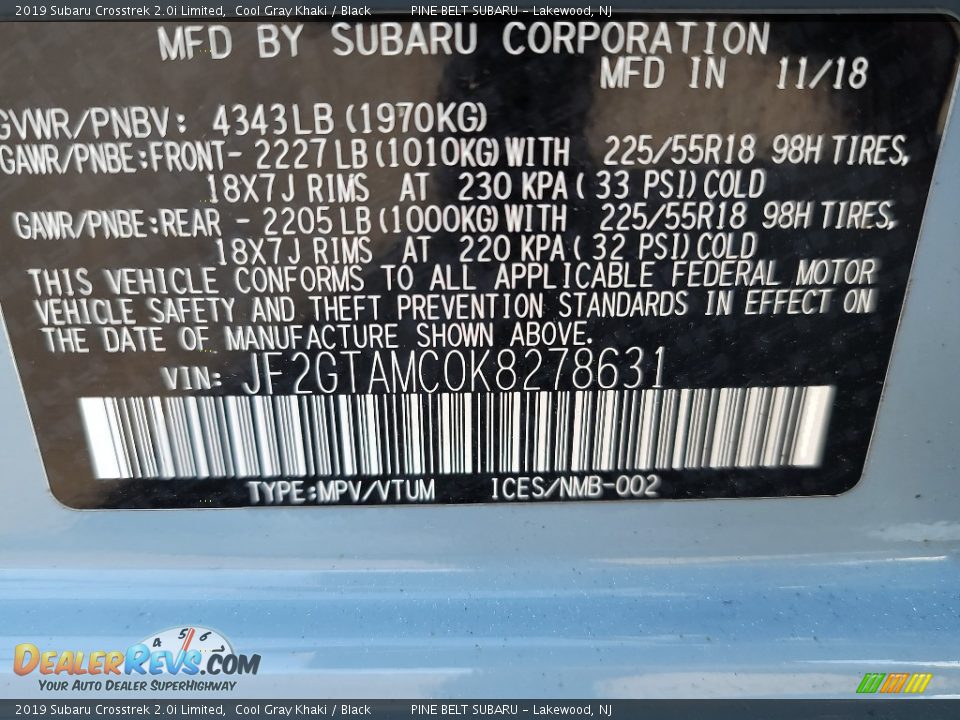 2019 Subaru Crosstrek 2.0i Limited, Cool Gray Khaki / Black PINE BELT SUBARU - Lakewood, NJ
MFD BY SUBARU CORPORATION
MFD IN 11/18
GVWR/PNBV: 4343LB (1970KG)
GAWR/PNBE:FRONT- 2227 LB (1010KG) WITH 225/55R18 98H TIRES,
18X7J RIMS AT 230 KPA ( 33 PSI) COLD
GAWR/PNBE:REAR - 2205 LB (1000KG) WITH 225/55R18 98H TIRES,
18X7J RIMS AT 220 KPA ( 32 PSI) COLD
THIS VEHICLE CONFORMS TO ALL APPLICABLE FEDERAL MOTOR
VEHICLE SAFETY AND THEFT PREVENTION STANDARDS IN EFFECT ON
THE DATE OF MANUFACTURE SHOWN ABOVE.
VIN: JF2GTAMC0K8278631
TYPE:MPV/VTUM ICES/NMB-002
4 5 6
DEALERREVS.COM
YOUR AUTO DEALER SUPERHIGHWAY
2019 Subaru Crosstrek 2.0i Limited, Cool Gray Khaki / Black PINE BELT SUBARU - Lakewood, NJ